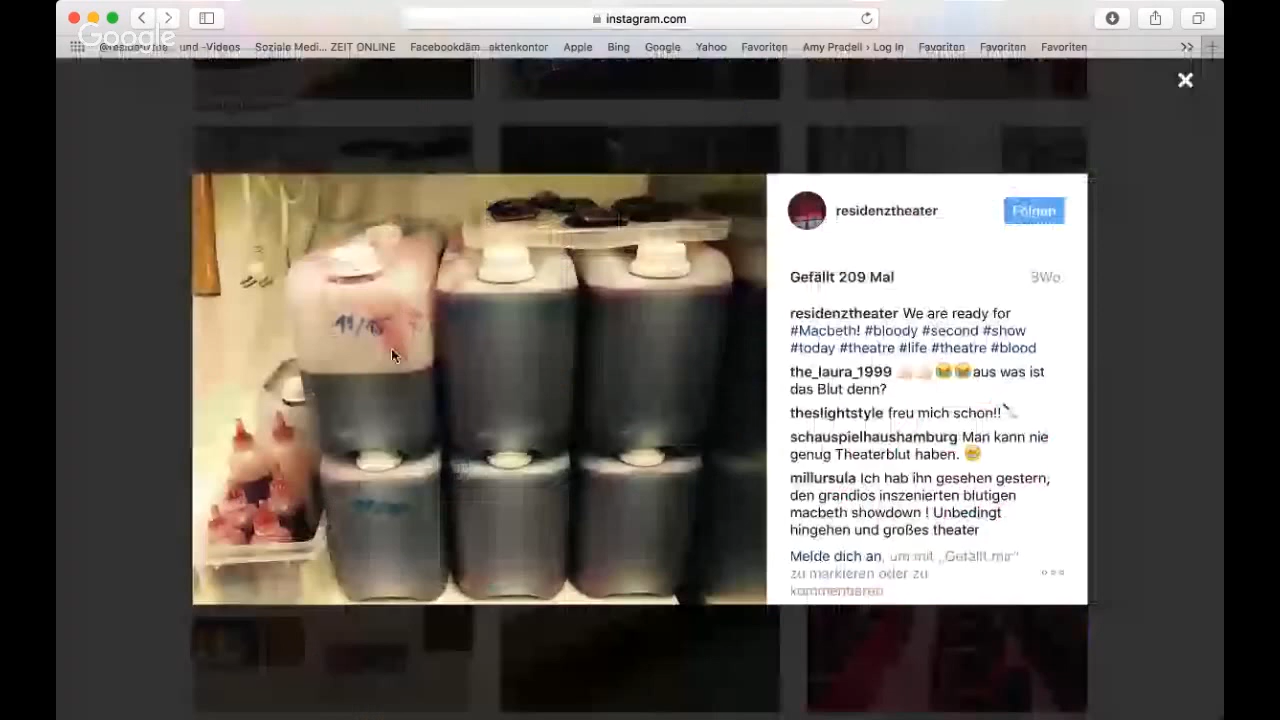 instagram.com
Google
und -Videos Soziale Medi... ZEIT ONLINE Facebookdäm aktenkontor Apple Bing Google Yahoo Favoriten Amy Pradell › Log In Favoriten Favoriten Favoriten
residenztheater
Folgen
Gefällt 209 Mal
residenztheater We are ready for
#Macbeth! #bloody #second #show
#today #theatre #life #theatre #blood
the_laura_1999 aus was ist
das Blut denn?
theslightstyle freu mich schon!!
schauspielhaushamburg Man kann nie
genug Theaterblut haben.
millursula Ich hab ihn gesehen gestern,
den grandios inszenierten blutigen
macbeth showdown ! Unbedingt
hingehen und großes theater
Melde dich an, um mit „Gefällt mir“
zu markieren oder zu
kommentieren